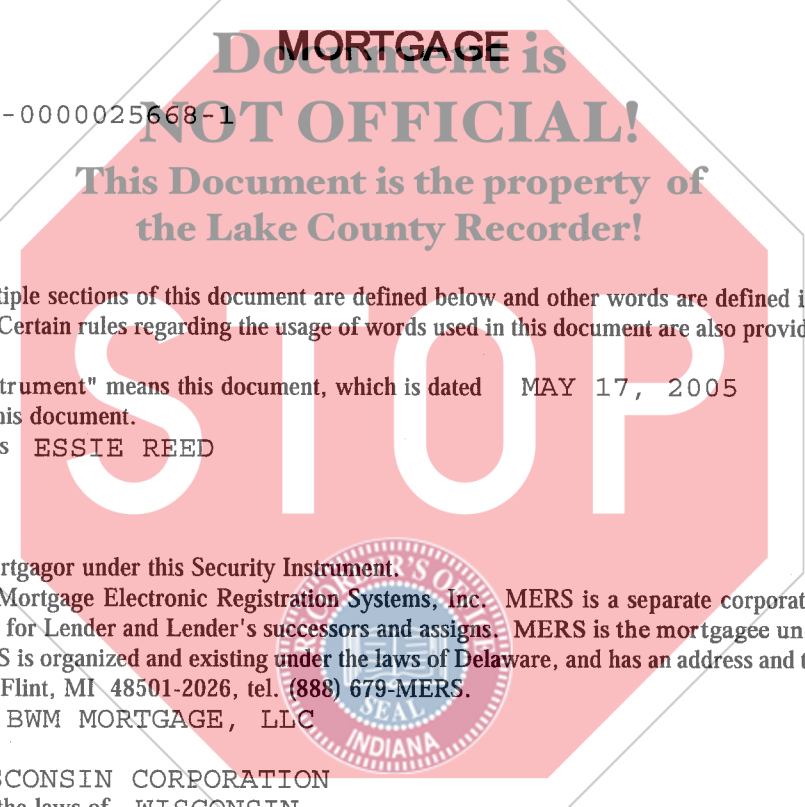 MORTGAGE
Document is
-0000025668-1
NOT OFFICIAL!
This Document is the property of
the Lake County Recorder!
tiple sections of this document are defined below and other words are defined i
Certain rules regarding the usage of words used in this document are also provid
STOP
trument" means this document, which is dated MAY 17, 2005
his document.
s ESSIE REED
rtgagor under this Security Instrument.
Mortgage Electronic Registration Systems, Inc. MERS is a separate corporat
for Lender and Lender's successors and assigns. MERS is the mortgagee un
S is organized and existing under the laws of Delaware, and has an address and t
Flint, MI 48501-2026, tel. (888) 679-MERS.
BWM MORTGAGE, LLC
SEAL
INDIANA
SCONSIN CORPORATION
the laws of WISCONSIN